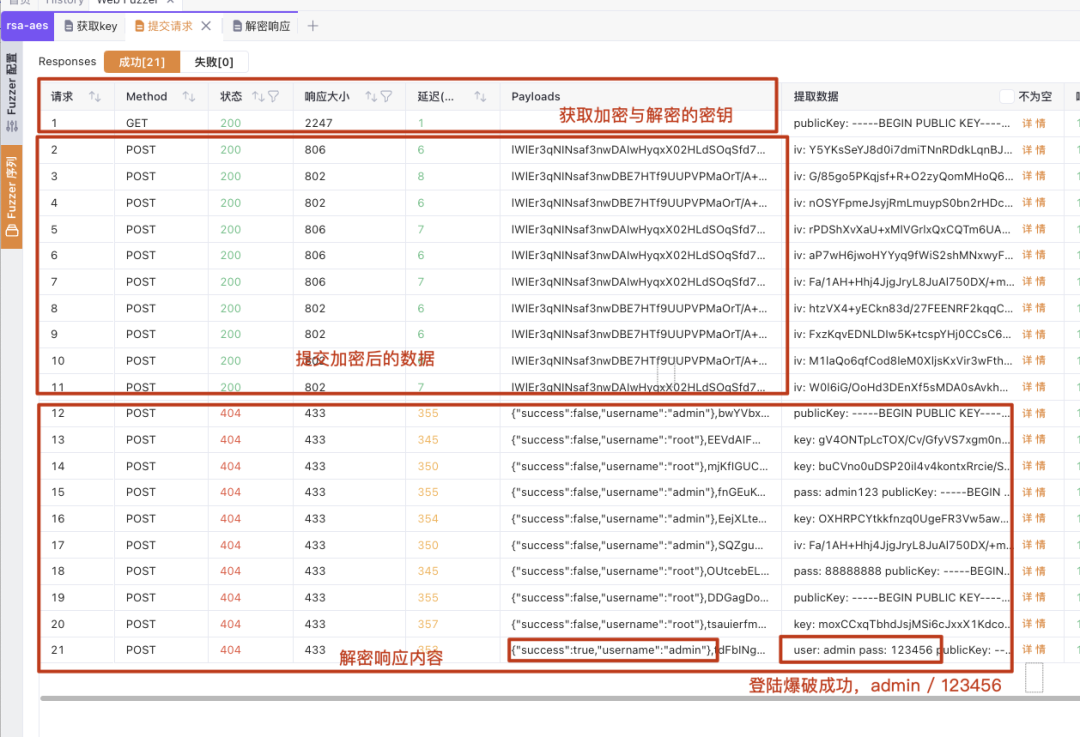 首页 History Web Fuzzer
rsa-aes 获取key 提交请求 解密响应
Fuzzer 配置
Fuzzer 序列
Responses 成功[21] 失败[0]
请求 Method 状态 响应大小 延迟(... Payloads 提取数据 不为空
获取加密与解密的密钥
1 GET 200 2247 1 publicKey: -----BEGIN PUBLIC KEY----... 详情
2 POST 200 806 6 IWIEr3qNINsaf3nwDAIwHyqxX02HLdSOqSfd7... iv: Y5YKsSeYJ8d0i7dmiTNnRDdkLqnBJ... 详情
3 POST 200 802 8 IWIEr3qNINsaf3nwDBE7HTf9UUPVPMaOrT/A+... iv: G/85go5PKqjsf+R+O2zyQomMHoQ6... 详情
4 POST 200 802 6 IWIEr3qNINsaf3nwDBE7HTf9UUPVPMaOrT/A+... iv: nOSYFpmeJsyjRmLmuypS0bn2rHDc... 详情
5 POST 200 806 7 IWIEr3qNINsaf3nwDAIwHyqxX02HLdSOqSfd7... iv: rPDShXvXaU+xMlVGrlxQxCQTm6UA... 详情
6 POST 200 806 6 IWIEr3qNINsaf3nwDAIwHyqxX02HLdSOqSfd7... iv: aP7wH6jwoHYYyq9fWiS2shMNxwyF... 详情
7 POST 200 806 7 IWIEr3qNINsaf3nwDAIwHyqxX02HLdSOqSfd7... iv: Fa/1AH+Hhj4JjgJryL8JuAl750DX/+m... 详情
8 POST 200 802 6 IWIEr3qNINsaf3nwDBE7HTf9UUPVPMaOrT/A+... iv: htzVX4+yECkn83d/27FEENRF2kqqC... 详情
9 POST 200 802 6 IWIEr3qNINsaf3nwDBE7HTf9UUPVPMaOrT/A+... iv: FxzKqvEDNLDIw5K+tcspYHj0CCsC6... 详情
10 POST 200 IWIEr3qNINsaf3nwDBE7HTf9UUPVPMaOrT/A+... iv: M1IaQo6qfCod8IeM0XIjsKxVir3wFth... 详情
提交加密后的数据
11 POST 200 802 7 IWIEr3qNINsaf3nwDAIwHyqxX02HLdSOqSfd7... iv: W0I6iG/OoHd3DEnXf5sMDA0sAvkh... 详情
12 POST 404 433 355 {"success":false,"username":"admin"},bwYVbx... publicKey: -----BEGIN PUBLIC KEY----... 详情
13 POST 404 433 345 {"success":false,"username":"root"},EEVdAIF... key: gV4ONTpLcTOX/Cv/GfyVS7xgm0n... 详情
14 POST 404 433 350 {"success":false,"username":"root"},mjKfIGUC... key: buCVno0uDSP20iI4v4kontxRrcie/S... 详情
15 POST 404 433 355 {"success":false,"username":"admin"},fnGEuK... pass: admin123 publicKey: -----BEGIN ... 详情
16 POST 404 433 354 {"success":false,"username":"admin"},EejXLte... key: OXHRPCYtkkfnzq0UgeFR3Vw5aw... 详情
17 POST 404 433 350 {"success":false,"username":"admin"},SQZgu... iv: Fa/1AH+Hhj4JjgJryL8JuAl750DX/+m... 详情
18 POST 404 433 345 {"success":false,"username":"root"},OUtcebEL... pass: 88888888 publicKey: -----BEGIN... 详情
19 POST 404 433 355 {"success":false,"username":"root"},DDGagDo... publicKey: -----BEGIN PUBLIC KEY----... 详情
20 POST 404 433 357 {"success":false,"username":"root"},tsauierfm... key: moxCCxqTbhdJsjMSi6cJxxX1Kdco... 详情
21 POST 404 433 {"success":true,"username":"admin"},fdFbING... user: admin pass: 123456 publicKey: --... 详情
解密响应内容
登陆爆破成功，admin / 123456